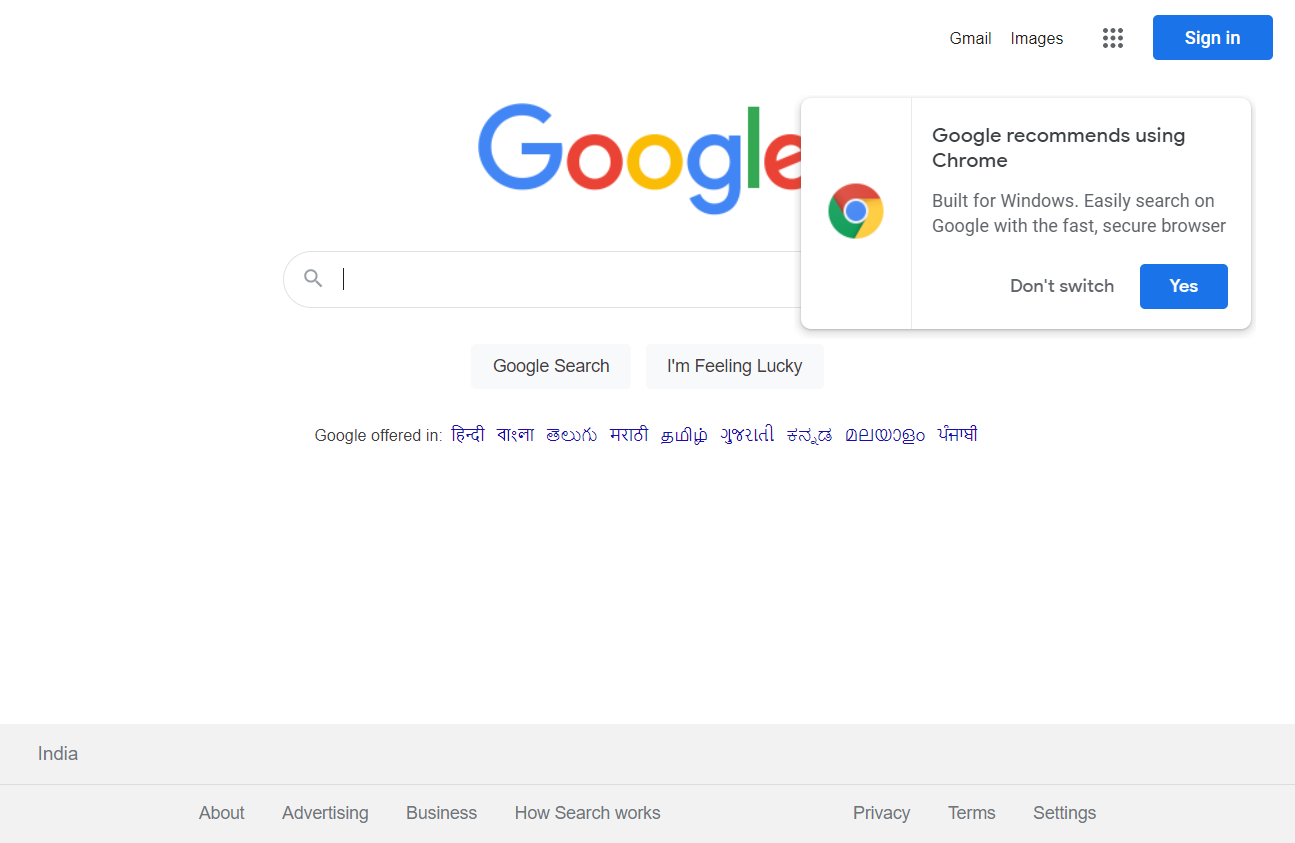 Gmail Images Sign in
Google
Google recommends using
Chrome
Built for Windows. Easily search on
Google with the fast, secure browser
Don't switch Yes
Google Search I'm Feeling Lucky
Google offered in: हिन्दी বাংলা తెలుగు मराठी தமிழ் ગુજરાતી ಕನ್ನಡ മലയാളം ਪੰਜਾਬੀ
India
About Advertising Business How Search works Privacy Terms Settings